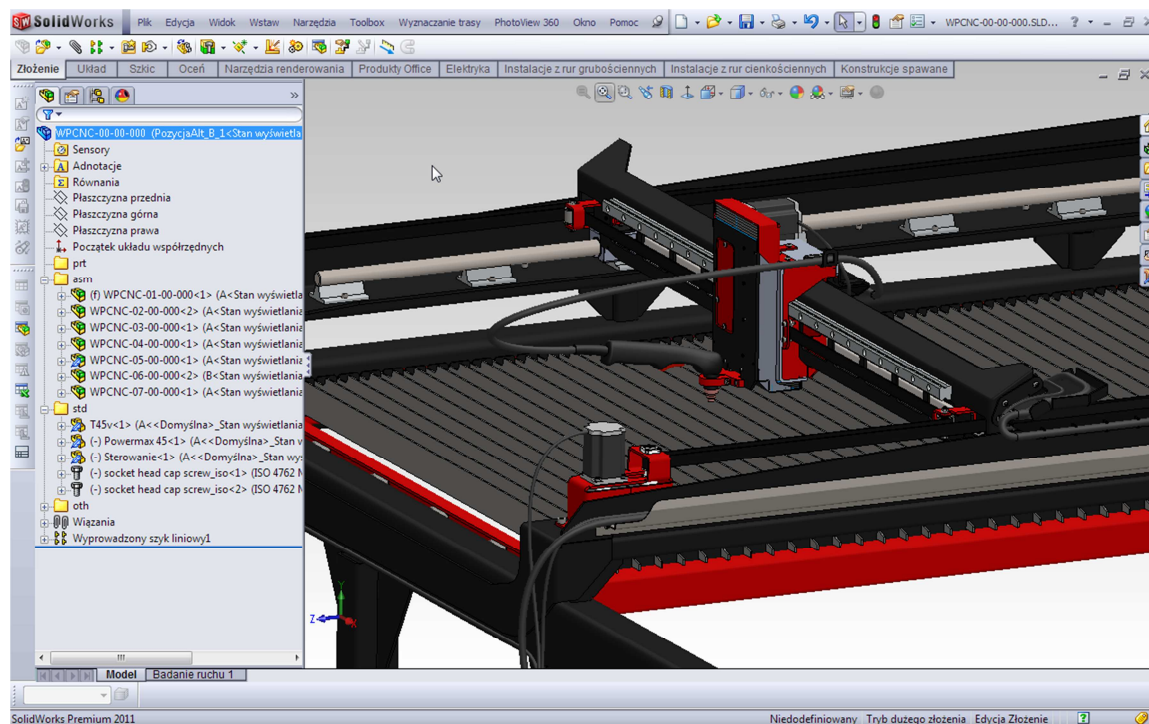 SolidWorks Plik Edycja Widok Wstaw Narzędzia Toolbox Wyznaczanie trasy PhotoView 360 Okno Pomoc WPCNC-00-00-000.SLD... ?
Złożenie Układ Szkic Oceń Narzędzia renderowania Produkty Office Elektryka Instalacje z rur grubościennych Instalacje z rur cienkościennych Konstrukcje spawane
WPCNC-00-00-000 (PozycjaAlt_B_1<Stan wyświetla
Sensory
Adnotacje
Równania
Płaszczyzna przednia
Płaszczyzna górna
Płaszczyzna prawa
Początek układu współrzędnych
prt
asm
(f) WPCNC-01-00-000<1> (A<Stan wyświetla
WPCNC-02-00-000<2> (A<Stan wyświetlania
WPCNC-03-00-000<1> (A<Stan wyświetlania
WPCNC-04-00-000<1> (A<Stan wyświetlania
WPCNC-05-00-000<1> (A<Stan wyświetlania
WPCNC-06-00-000<2> (B<Stan wyświetlania
WPCNC-07-00-000<1> (A<Stan wyświetlania
std
T45v<1> (A<<Domyślna>_Stan wyświetlania
(-) Powermax 45<1> (A<<Domyślna>_Stan w
(-) Sterowanie<1> (A<<Domyślna>_Stan wyś
(-) socket head cap screw_iso<1> (ISO 4762 M
(-) socket head cap screw_iso<2> (ISO 4762 M
oth
Wiązania
Wyprowadzony szyk liniowy1
Y
Z X
Model Badanie ruchu 1
SolidWorks Premium 2011 Niedodefiniowany Tryb dużego złożenia Edycja Złożenie ?